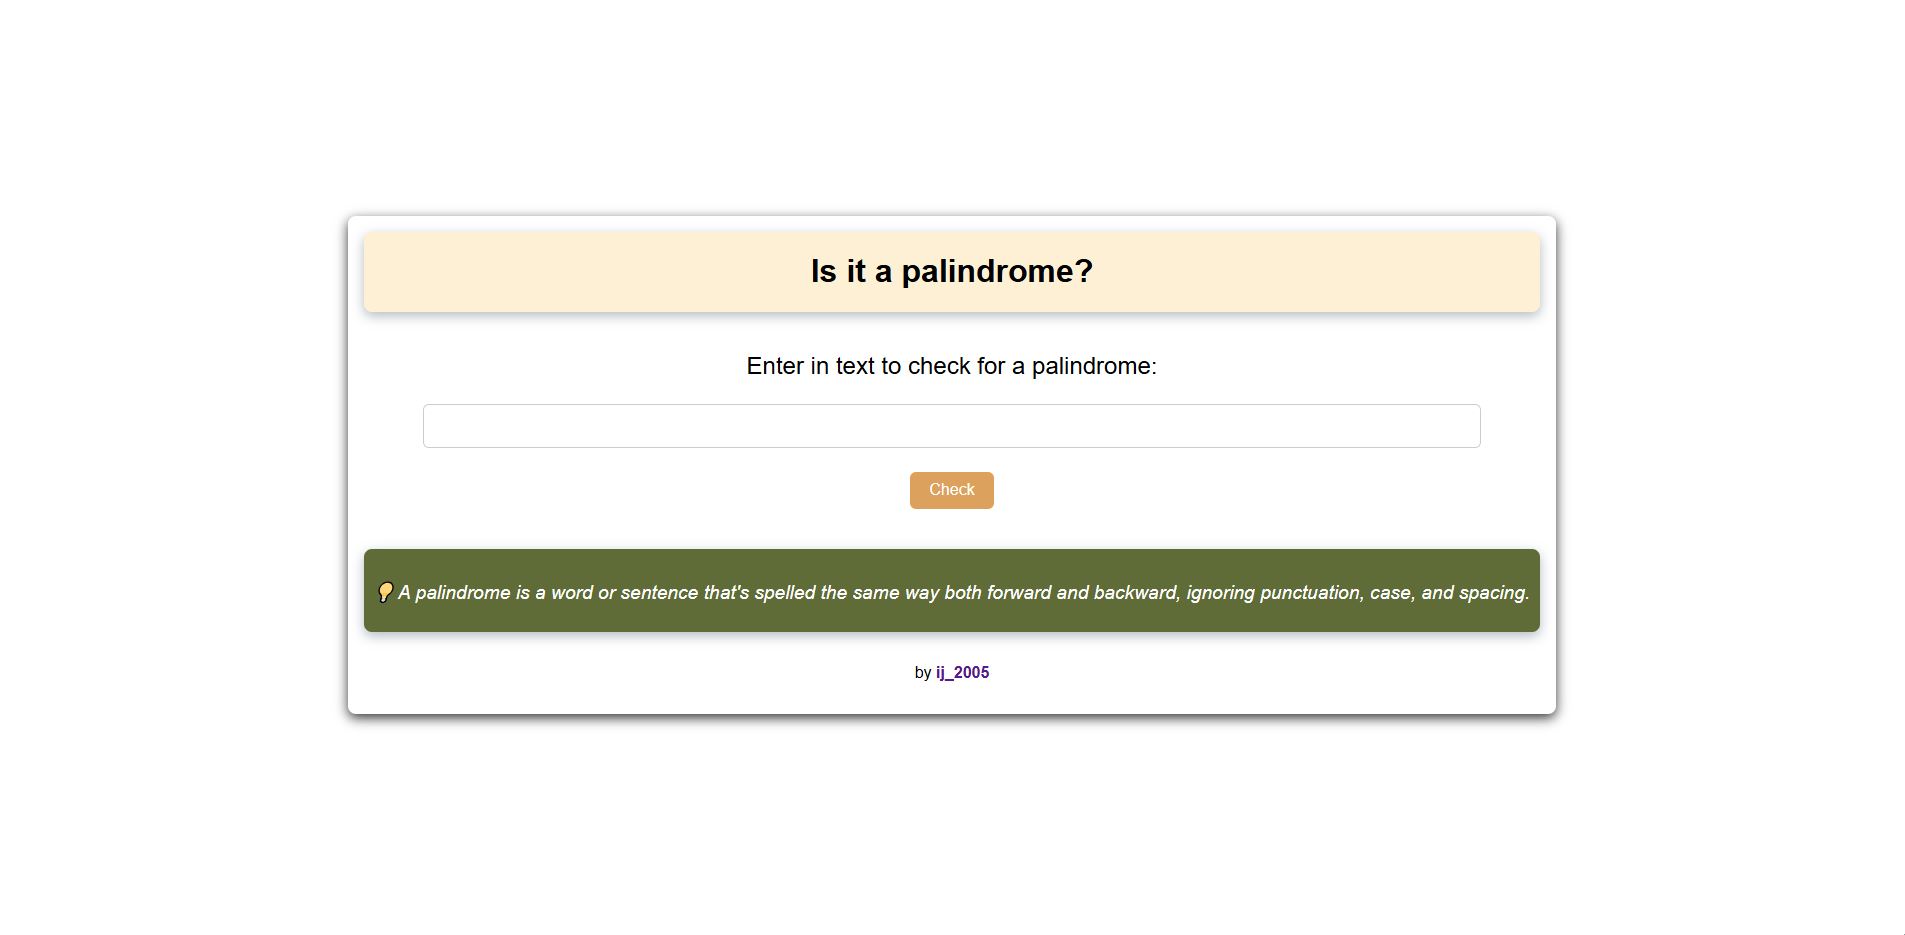 Is it a palindrome?
Enter in text to check for a palindrome:
Check
💡 A palindrome is a word or sentence that's spelled the same way both forward and backward, ignoring punctuation, case, and spacing.
by ij_2005